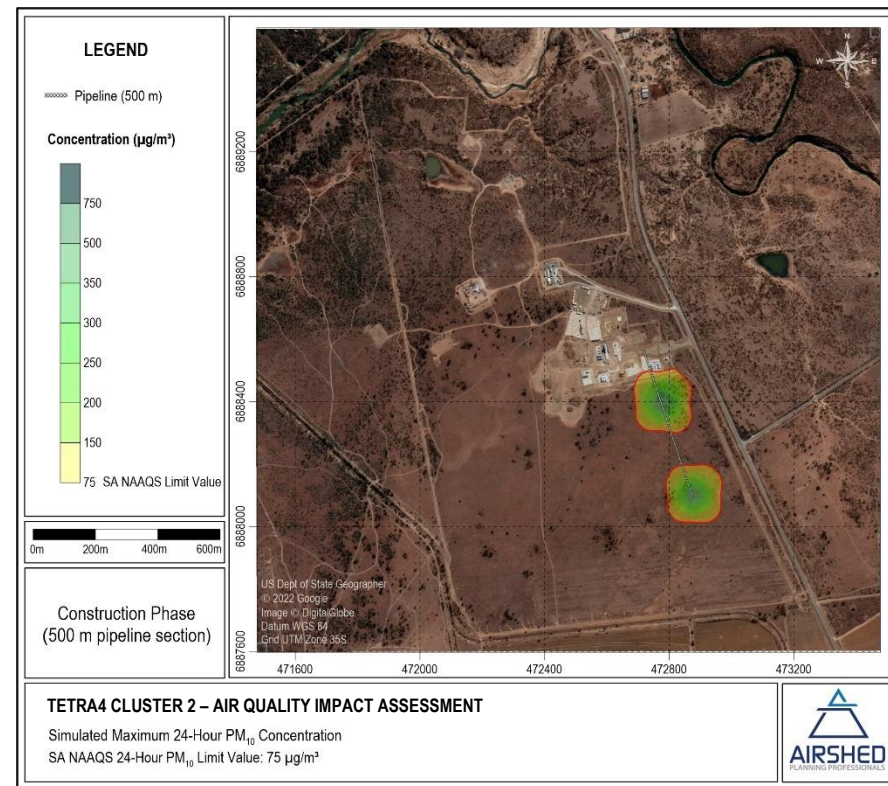 LEGEND
Pipeline (500 m)
Concentration (µg/m³)
750
500
350
300
250
200
150
75 SA NAAQS Limit Value
0m 200m 400m 600m
Construction Phase
(500 m pipeline section)
N
W E
S
6889200
6888800
6888400
6888000
6887600
US Dept of State Geographer
© 2022 Google
Image © DigitalGlobe
Datum WGS 84
Grid UTM Zone 35S
471600 472000 472400 472800 473200
TETRA4 CLUSTER 2 – AIR QUALITY IMPACT ASSESSMENT
Simulated Maximum 24-Hour PM₁₀ Concentration
SA NAAQS 24-Hour PM₁₀ Limit Value: 75 µg/m³
AIRSHED
PLANNING PROFESSIONALS